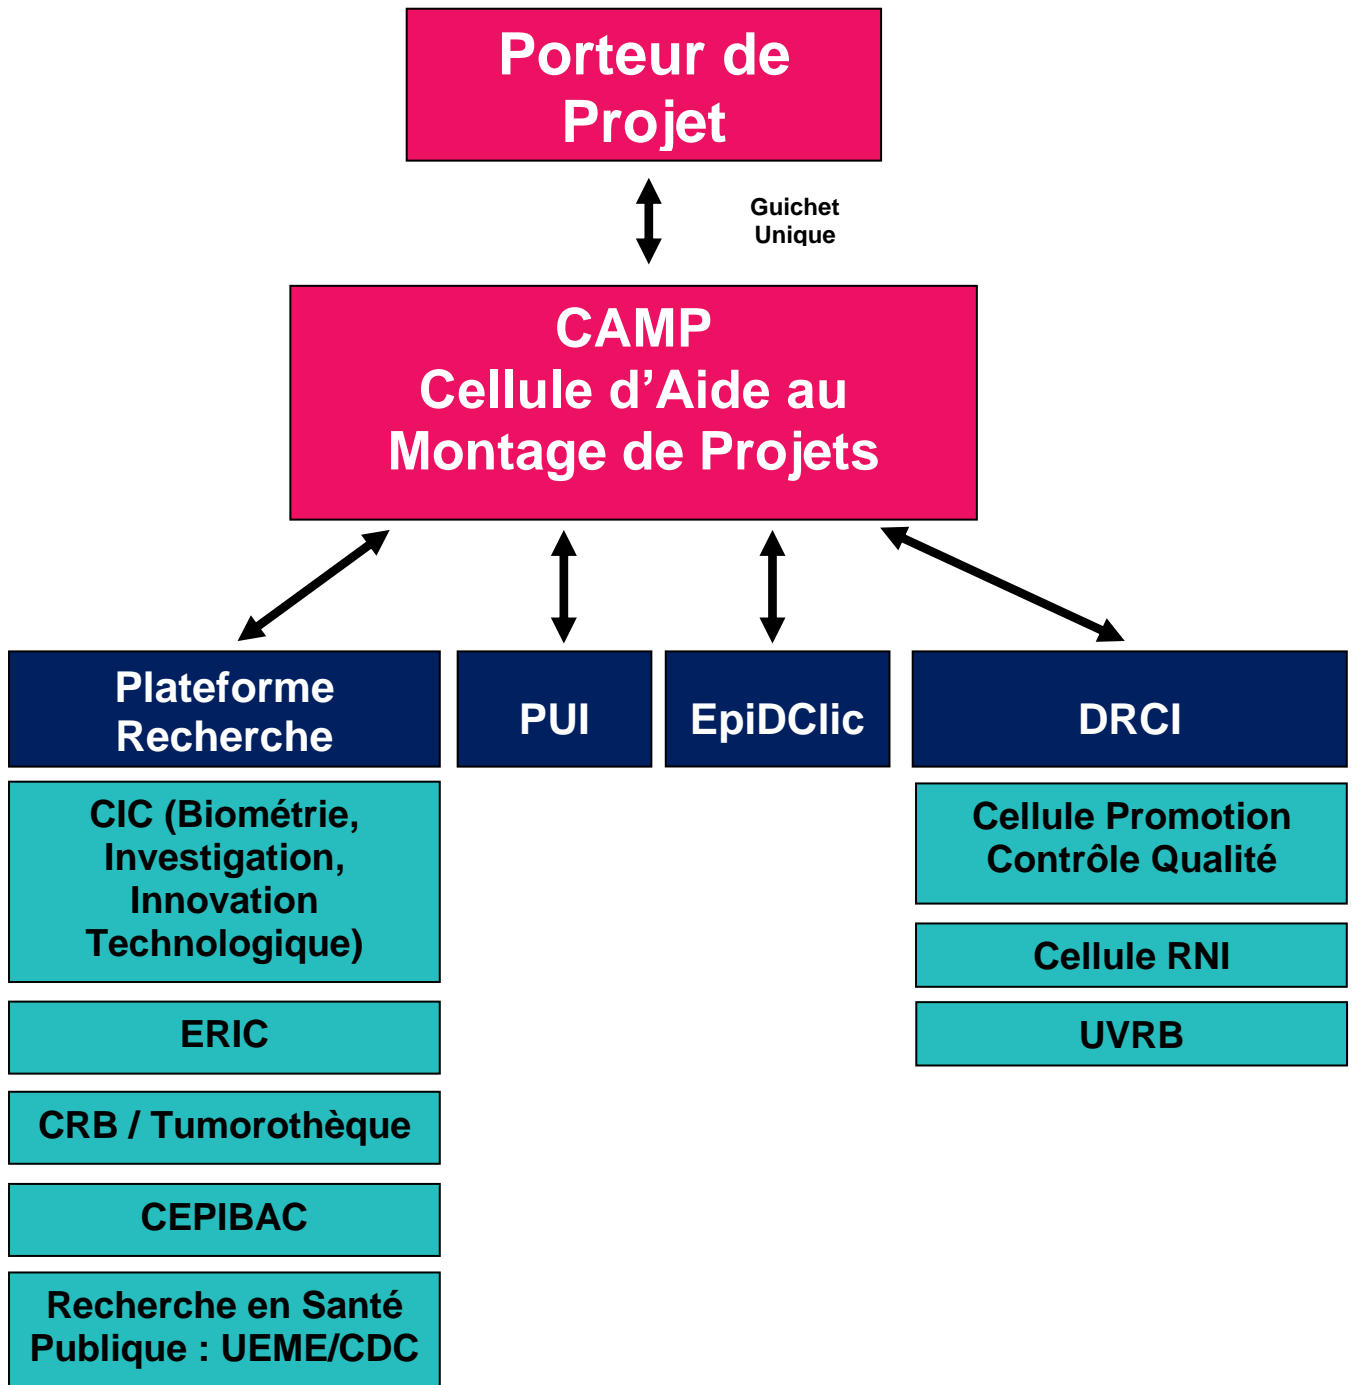 Porteur de
Projet
Guichet
Unique
CAMP
Cellule d’Aide au
Montage de Projets
Plateforme
Recherche
PUI
EpiDClic
DRCI
CIC (Biométrie,
Investigation,
Innovation
Technologique)
ERIC
CRB / Tumorothèque
CEPIBAC
Recherche en Santé
Publique : UEME/CDC
Cellule Promotion
Contrôle Qualité
Cellule RNI
UVRB